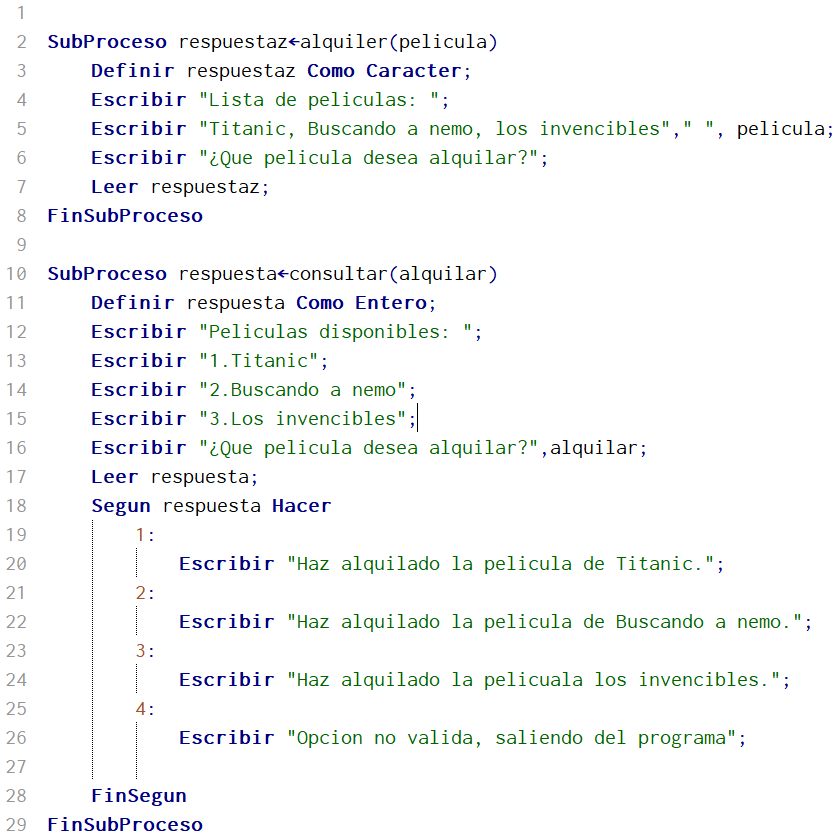 1
2 SubProceso respuestaz←alquiler(pelicula)
3 Definir respuestaz Como Caracter;
4 Escribir "Lista de peliculas: ";
5 Escribir "Titanic, Buscando a nemo, los invencibles"," ", pelicula;
6 Escribir "¿Que pelicula desea alquilar?";
7 Leer respuestaz;
8 FinSubProceso
9
10 SubProceso respuesta←consultar(alquilar)
11 Definir respuesta Como Entero;
12 Escribir "Peliculas disponibles: ";
13 Escribir "1.Titanic";
14 Escribir "2.Buscando a nemo";
15 Escribir "3.Los invencibles";
16 Escribir "¿Que pelicula desea alquilar?",alquilar;
17 Leer respuesta;
18 Segun respuesta Hacer
19 1:
20 Escribir "Haz alquilado la pelicula de Titanic.";
21 2:
22 Escribir "Haz alquilado la pelicula de Buscando a nemo.";
23 3:
24 Escribir "Haz alquilado la pelicuala los invencibles.";
25 4:
26 Escribir "Opcion no valida, saliendo del programa";
27
28 FinSegun
29 FinSubProceso